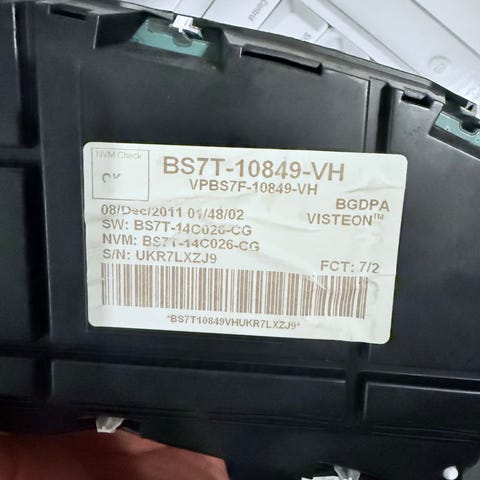 Control
NVM Check
OK
BS7T-10849-VH
VPBS7F-10849-VH
BGDPA
08/Dec/2011 01/48/02
VISTEON™
SW: BS7T-14C026-CG
NVM: BS7T-14C026-CG
S/N: UKR7LXZJ9
FCT: 7/2
*BS7T10849VHUKR7LXZJ9*